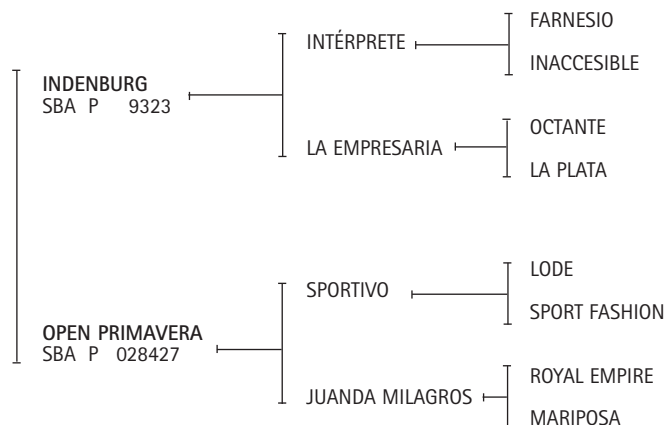 FARNESIO
INTÉRPRETE
INACCESIBLE
INDENBURG
SBA P 9323
OCTANTE
LA EMPRESARIA
LA PLATA
LODE
SPORTIVO
SPORT FASHION
OPEN PRIMAVERA
SBA P 028427
ROYAL EMPIRE
JUANDA MILAGROS
MARIPOSA